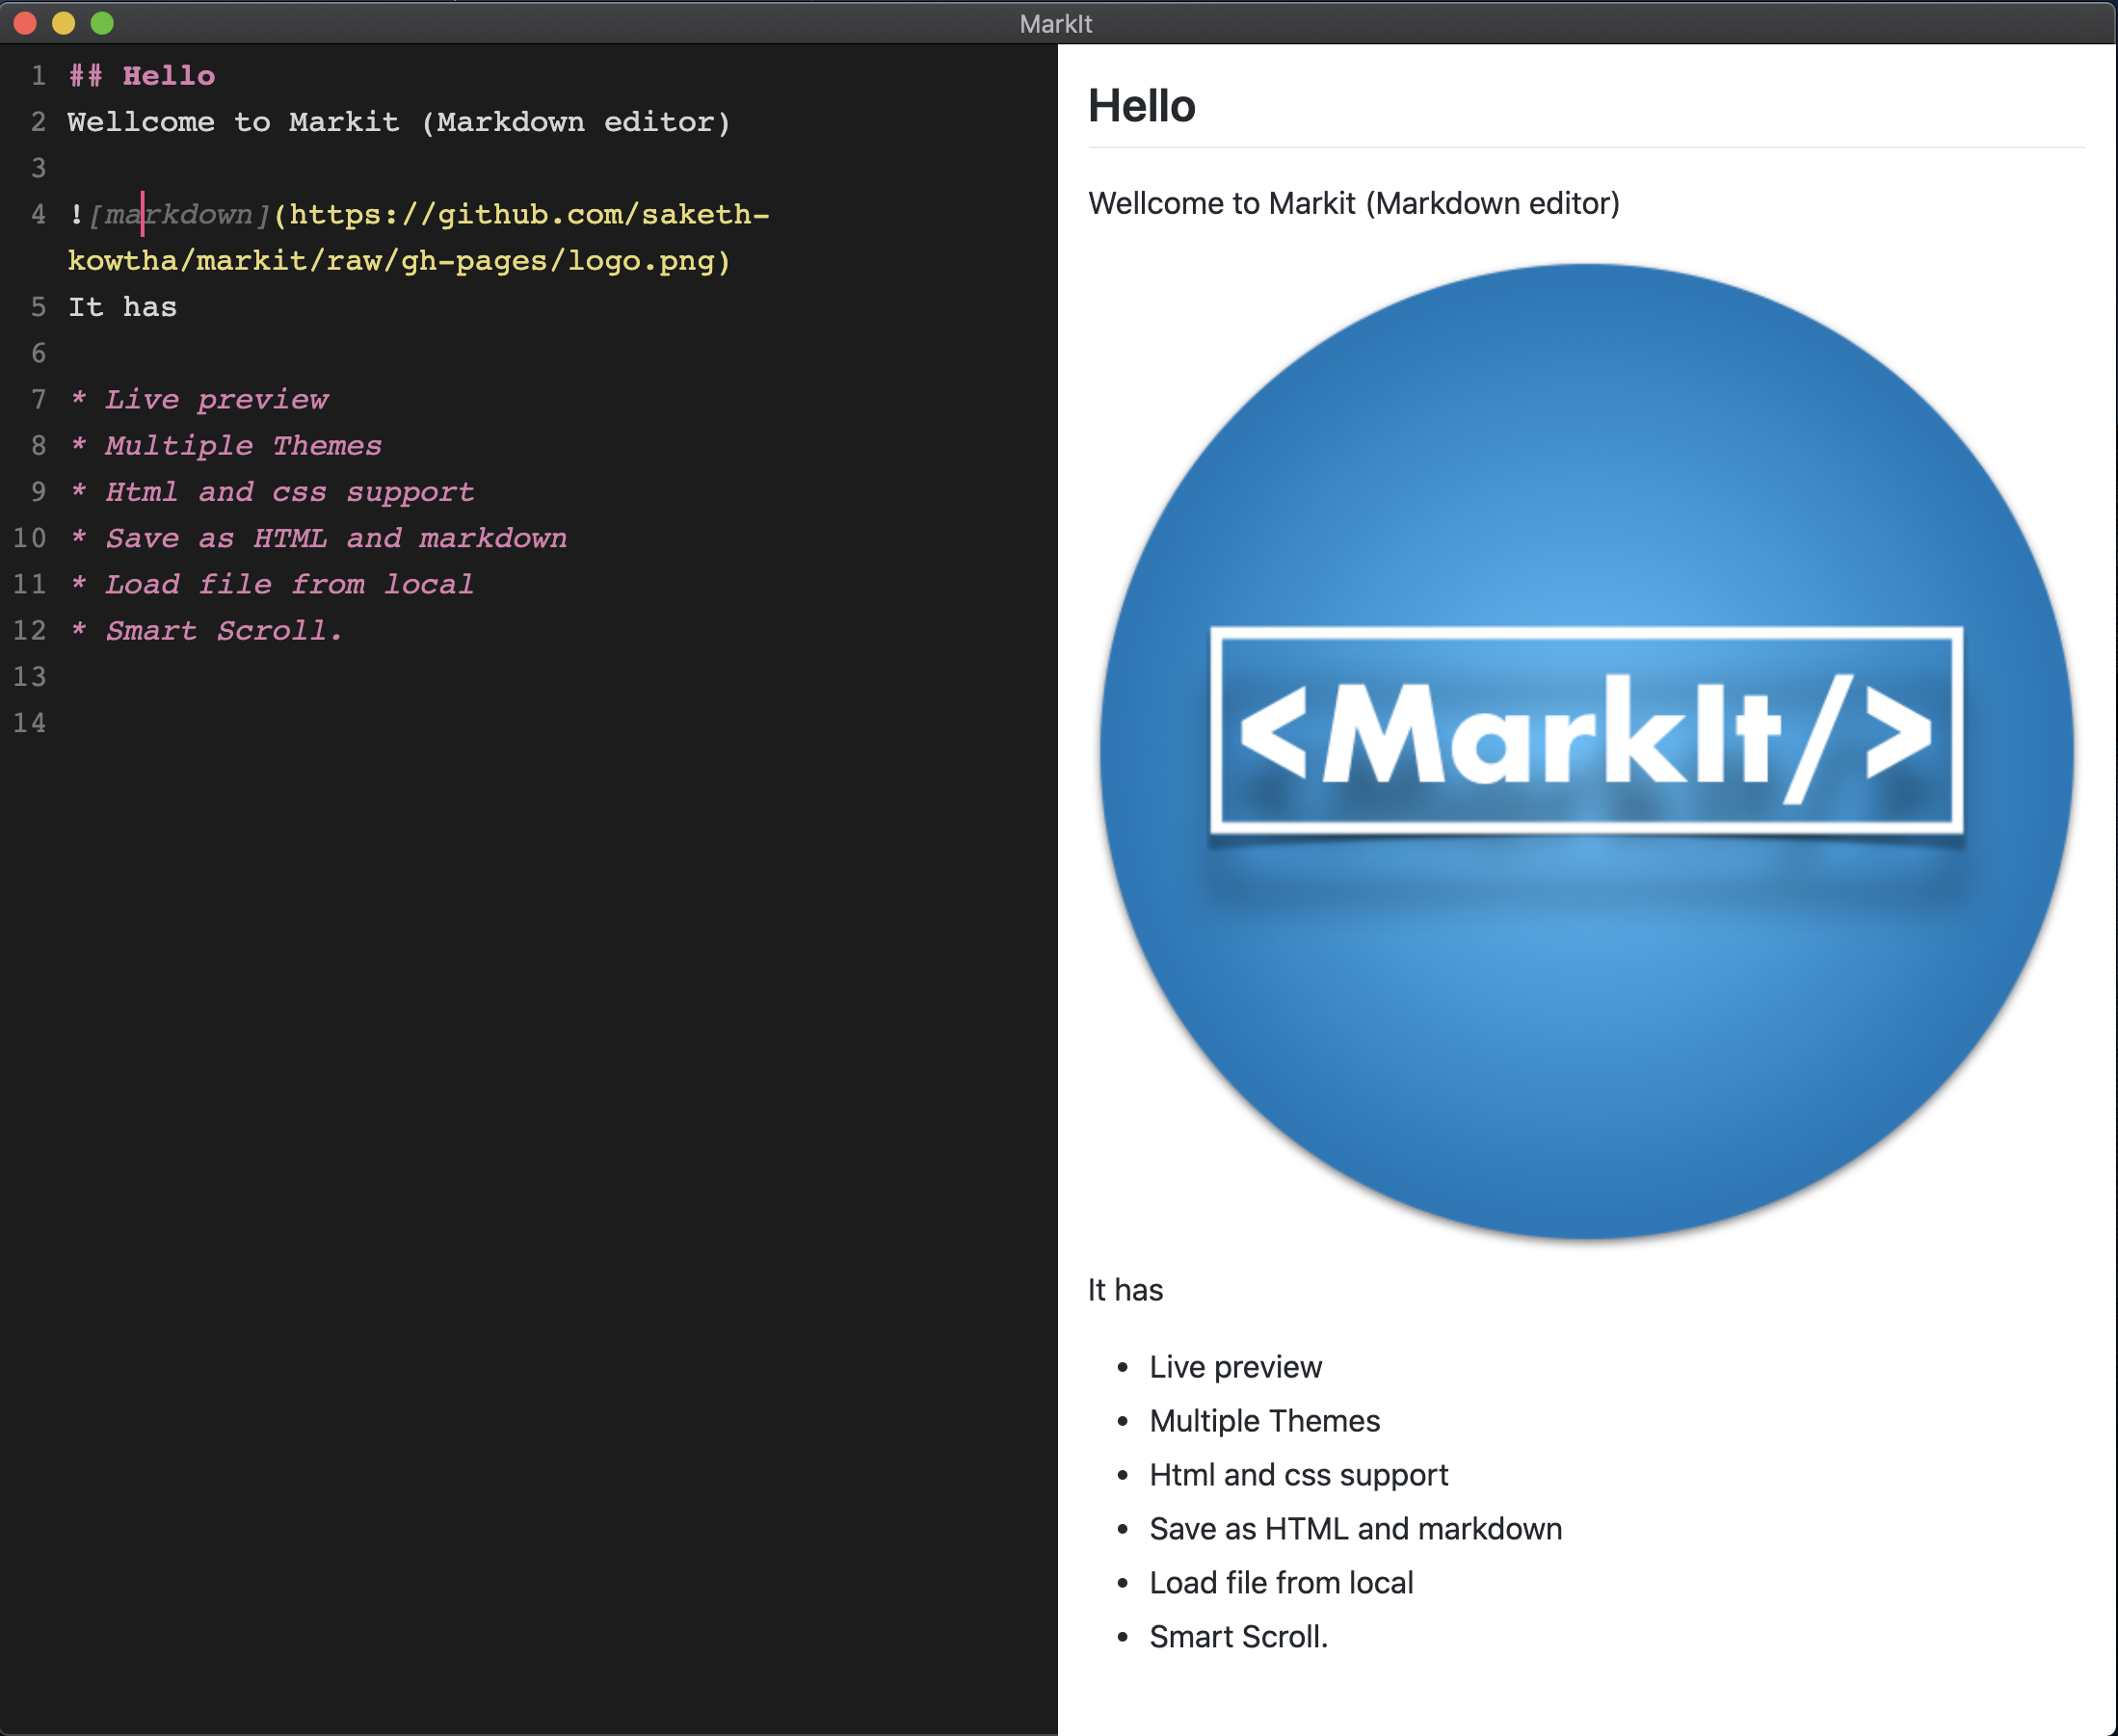 MarkIt
1 ## Hello
2 Wellcome to Markit (Markdown editor)
3
4 ![markdown](https://github.com/saketh-
kowtha/markit/raw/gh-pages/logo.png)
5 It has
6
7 * Live preview
8 * Multiple Themes
9 * Html and css support
10 * Save as HTML and markdown
11 * Load file from local
12 * Smart Scroll.
13
14
Hello
Wellcome to Markit (Markdown editor)
<MarkIt/>
It has
• Live preview
• Multiple Themes
• Html and css support
• Save as HTML and markdown
• Load file from local
• Smart Scroll.